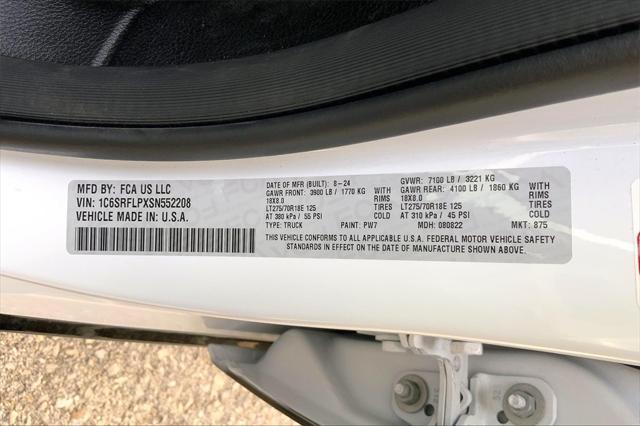 MFD BY: FCA US LLC
VIN: 1C6SRFLPXSN552208
VEHICLE MADE IN U.S.A.
DATE OF MFR (BUILT): 8-24
GAWR FRONT: 3900 LB / 1770 KG WITH
18X8.0 RIMS
LT275/70R18E 125 TIRES
AT 380 kPa / 55 PSI COLD
TYPE: TRUCK PAINT: PW7
GVWR: 7100 LB / 3221 KG
GAWR REAR: 4100 LB / 1860 KG WITH
18X8.0 RIMS
LT275/70R18E 125 TIRES
AT 310 kPa / 45 PSI COLD
MDH: 080822 MKT: 875
THIS VEHICLE CONFORMS TO ALL APPLICABLE U.S.A. FEDERAL MOTOR VEHICLE SAFETY
STANDARDS IN EFFECT ON THE DATE OF MANUFACTURE SHOWN ABOVE.